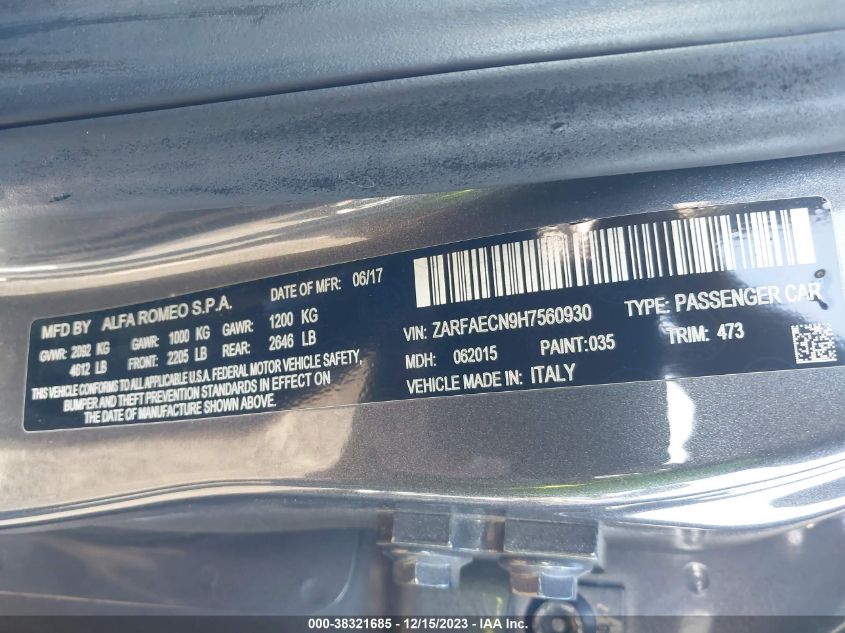 MFD BY ALFA ROMEO S.P.A. DATE OF MFR: 06/17
GVWR: 2092 KG GAWR: 1000 KG GAWR: 1200 KG
4612 LB FRONT: 2205 LB REAR: 2646 LB
THIS VEHICLE CONFORMS TO ALL APPLICABLE U.S.A. FEDERAL MOTOR VEHICLE SAFETY,
BUMPER AND THEFT PREVENTION STANDARDS IN EFFECT ON
THE DATE OF MANUFACTURE SHOWN ABOVE.
VIN: ZARFAECN9H7560930 TYPE: PASSENGER CAR
MDH: 062015 PAINT: 035 TRIM: 473
VEHICLE MADE IN: ITALY
000-38321685 - 12/15/2023 - IAA Inc.